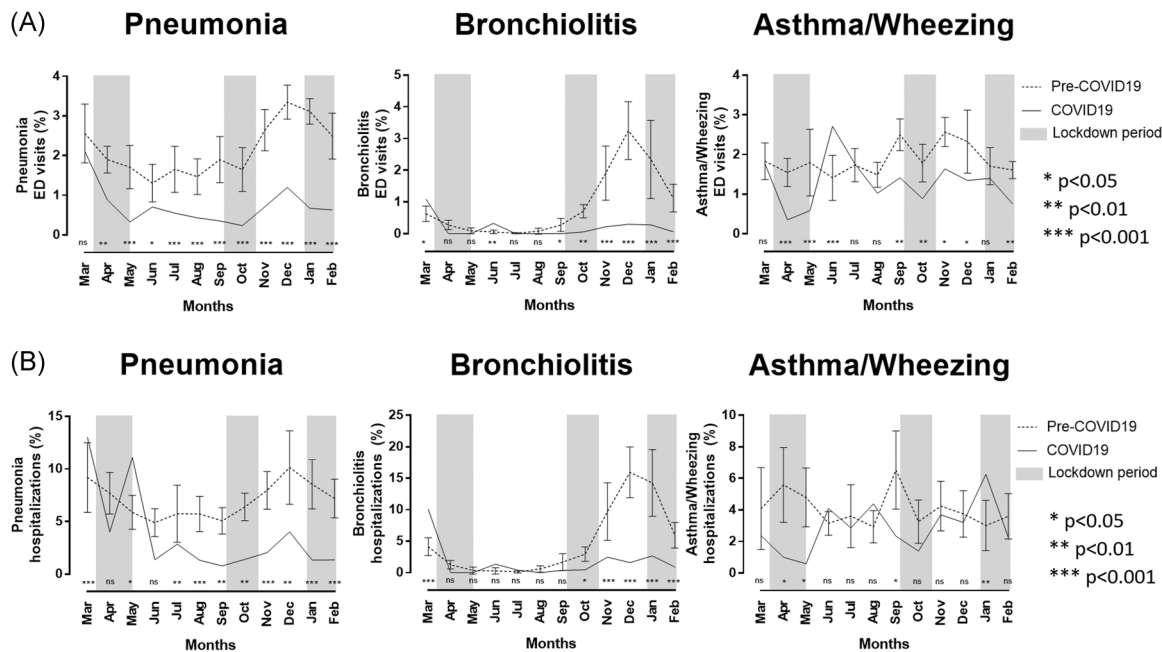 (A)
Pneumonia Bronchiolitis Asthma/Wheezing
Pneumonia
ED visits (%)
4
3
2
1
0
ns ** *** * *** *** *** *** *** *** *** ***
Mar Apr May Jun Jul Aug Sep Oct Nov Dec Jan Feb
Months
Bronchiolitis
ED visits (%)
5
4
3
2
1
0
* ns ns ** ns ns * ** *** *** *** ***
Mar Apr May Jun Jul Aug Sep Oct Nov Dec Jan Feb
Months
Asthma/Wheezing
ED visits (%)
4
3
2
1
0
ns *** *** *** ns ns ** ** * * ns **
Mar Apr May Jun Jul Aug Sep Oct Nov Dec Jan Feb
Months
Pre-COVID19
COVID19
Lockdown period
* p<0.05
** p<0.01
*** p<0.001
(B)
Pneumonia Bronchiolitis Asthma/Wheezing
Pneumonia
hospitalizations (%)
15
10
5
0
*** ns * ns ** *** ** ** *** ** *** ***
Mar Apr May Jun Jul Aug Sep Oct Nov Dec Jan Feb
Months
Bronchiolitis
hospitalizations (%)
25
20
15
10
5
0
*** ns ns ns ns ns ns * *** *** *** ***
Mar Apr May Jun Jul Aug Sep Oct Nov Dec Jan Feb
Months
Asthma/Wheezing
hospitalizations (%)
10
8
6
4
2
0
ns * * ns ns ns * ns ns ns ** ns
Mar Apr May Jun Jul Aug Sep Oct Nov Dec Jan Feb
Months
Pre-COVID19
COVID19
Lockdown period
* p<0.05
** p<0.01
*** p<0.001